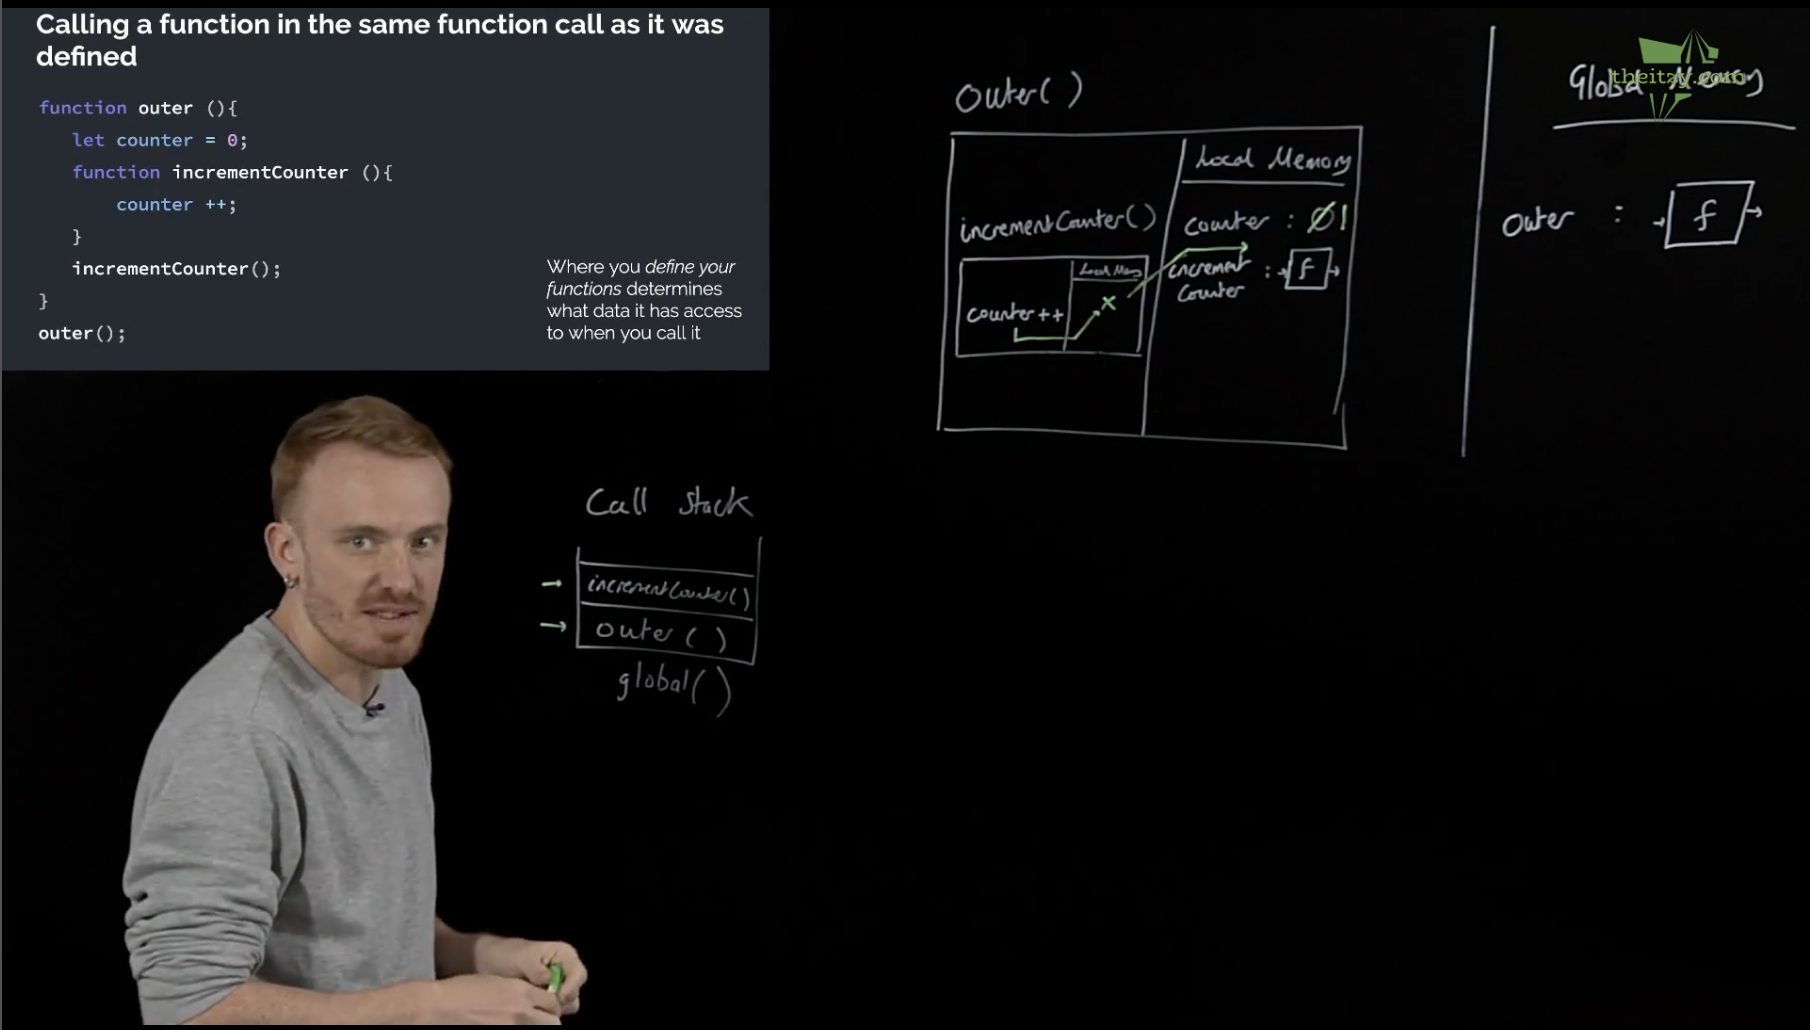 Calling a function in the same function call as it was
defined
function outer (){
let counter = 0;
function incrementCounter (){
counter ++;
}
incrementCounter();
}
outer();
Where you define your
functions determines
what data it has access
to when you call it
outer()
Local Memory
incrementCounter()
counter : 0 1
Local Mem
increment : f
Counter
counter++ x
Global Memory
theitzy.com
outer : f
Call Stack
incrementCounter()
outer ( )
global( )